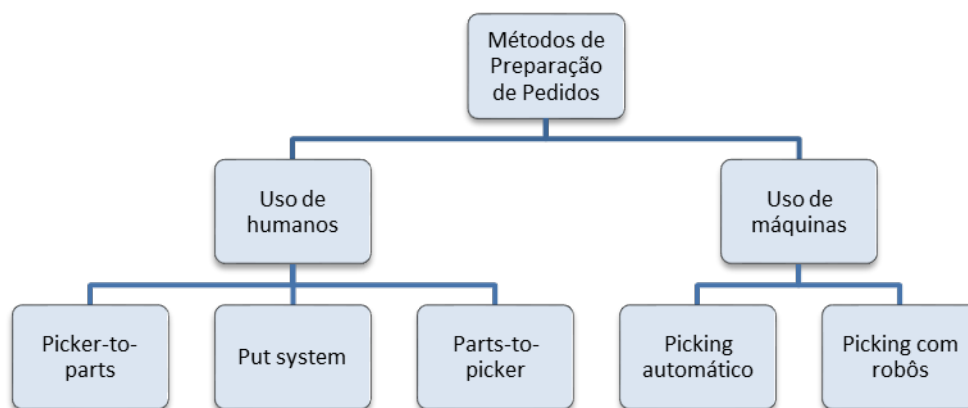 Métodos de
Preparação
de Pedidos
Uso de
humanos
Uso de
máquinas
Picker-to-
parts
Put system
Parts-to-
picker
Picking
automático
Picking com
robôs